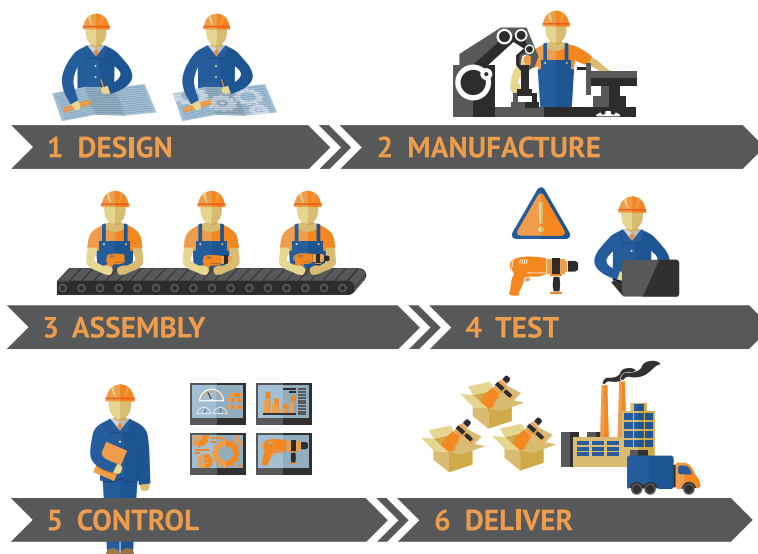 1 DESIGN
2 MANUFACTURE
3 ASSEMBLY
4 TEST
5 CONTROL
6 DELIVER